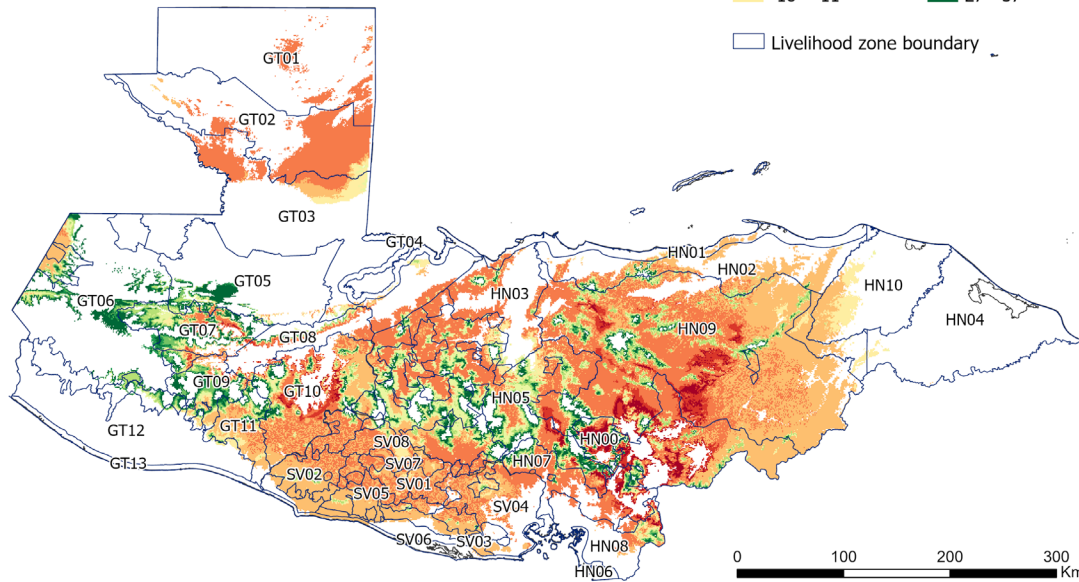 Livelihood zone boundary
GT01
GT02
GT03
GT04
HN01
HN02
GT05
HN10
HN03
GT06
HN04
GT07
HN09
GT08
GT09
GT10
HN05
GT11
GT12
SV08
HN00
GT13
SV07
HN07
SV02
SV01
SV05
SV04
SV06
SV03
HN08
HN06
0 100 200 300
Km